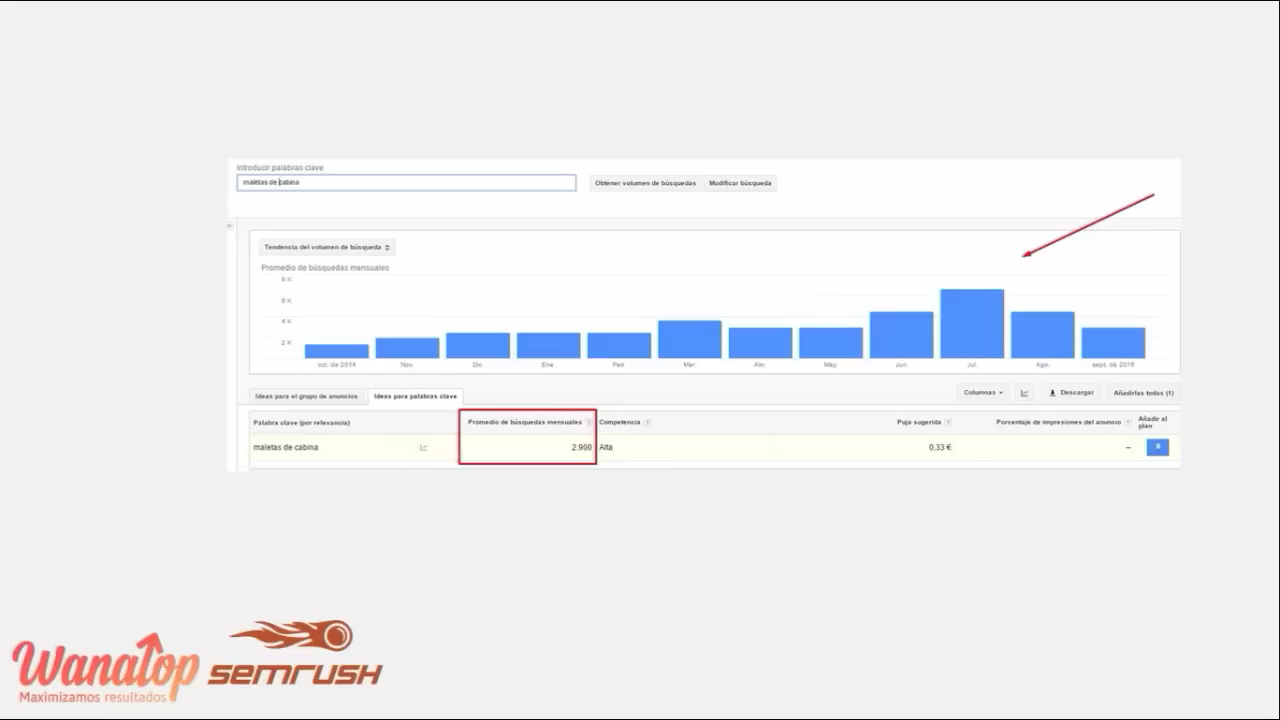 Introducir palabras clave
maletas de cabina
Obtener volumen de búsquedas Modificar búsqueda
Tendencia del volumen de búsqueda
Promedio de búsquedas mensuales
8 K
6 K
4 K
2 K
oct. de 2014 Nov. Dic. Ene. Feb. Mar. Abr. May. Jun. Jul. Ago. sept. de 2015
Ideas para el grupo de anuncios Ideas para palabras clave Columnas Descargar Añadirlas todas (1)
Palabra clave (por relevancia) Promedio de búsquedas mensuales ? Competencia ? Puja sugerida ? Porcentaje de impresiones del anuncio ? Añadir al plan
maletas de cabina 2.900 Alta 0,33 € – »
Wanatop
Maximizamos resultados
semrush